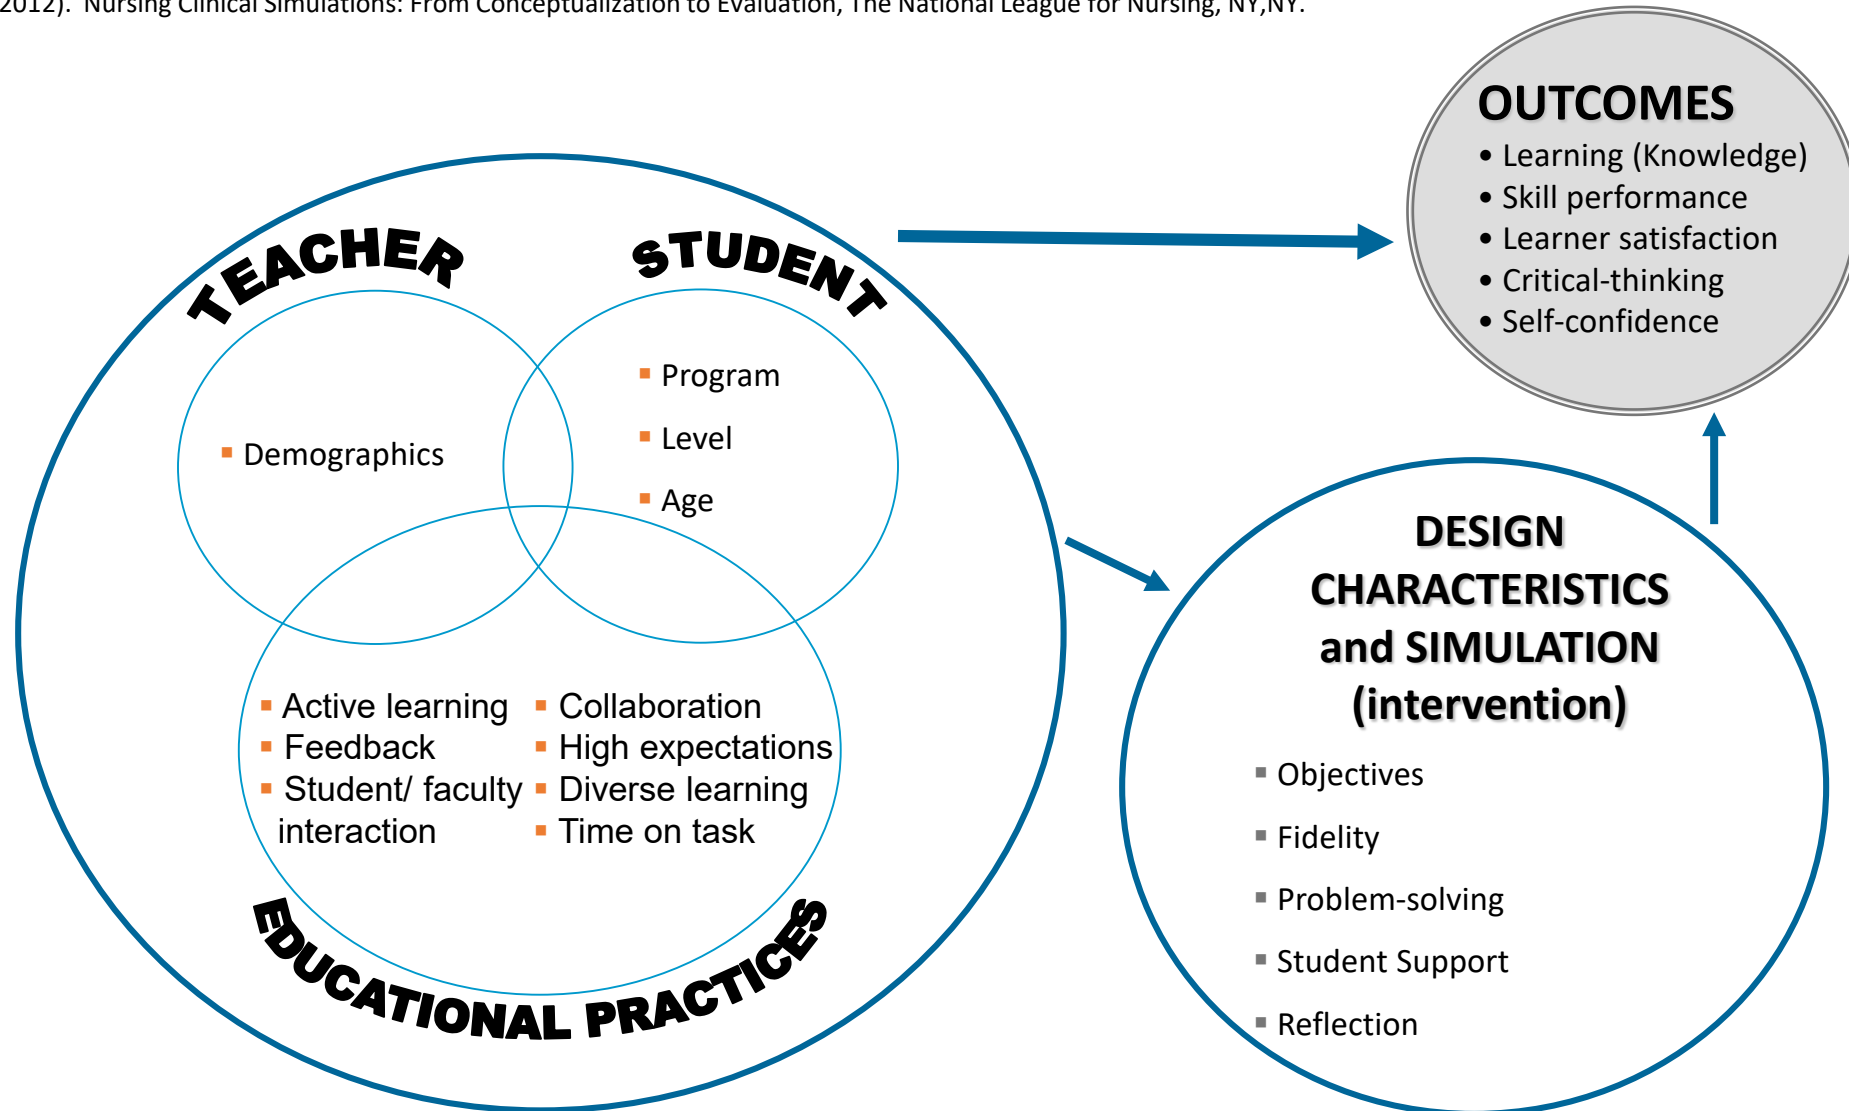 2012). Nursing Clinical Simulations: From Conceptualization to Evaluation, The National League for Nursing, NY,NY.
OUTCOMES
• Learning (Knowledge)
• Skill performance
• Learner satisfaction
• Critical-thinking
• Self-confidence
TEACHER
STUDENT
▪ Demographics
▪ Program
▪ Level
▪ Age
▪ Active learning
▪ Feedback
▪ Student/ faculty
interaction
▪ Collaboration
▪ High expectations
▪ Diverse learning
▪ Time on task
EDUCATIONAL PRACTICES
DESIGN
CHARACTERISTICS
and SIMULATION
(intervention)
▪ Objectives
▪ Fidelity
▪ Problem-solving
▪ Student Support
▪ Reflection